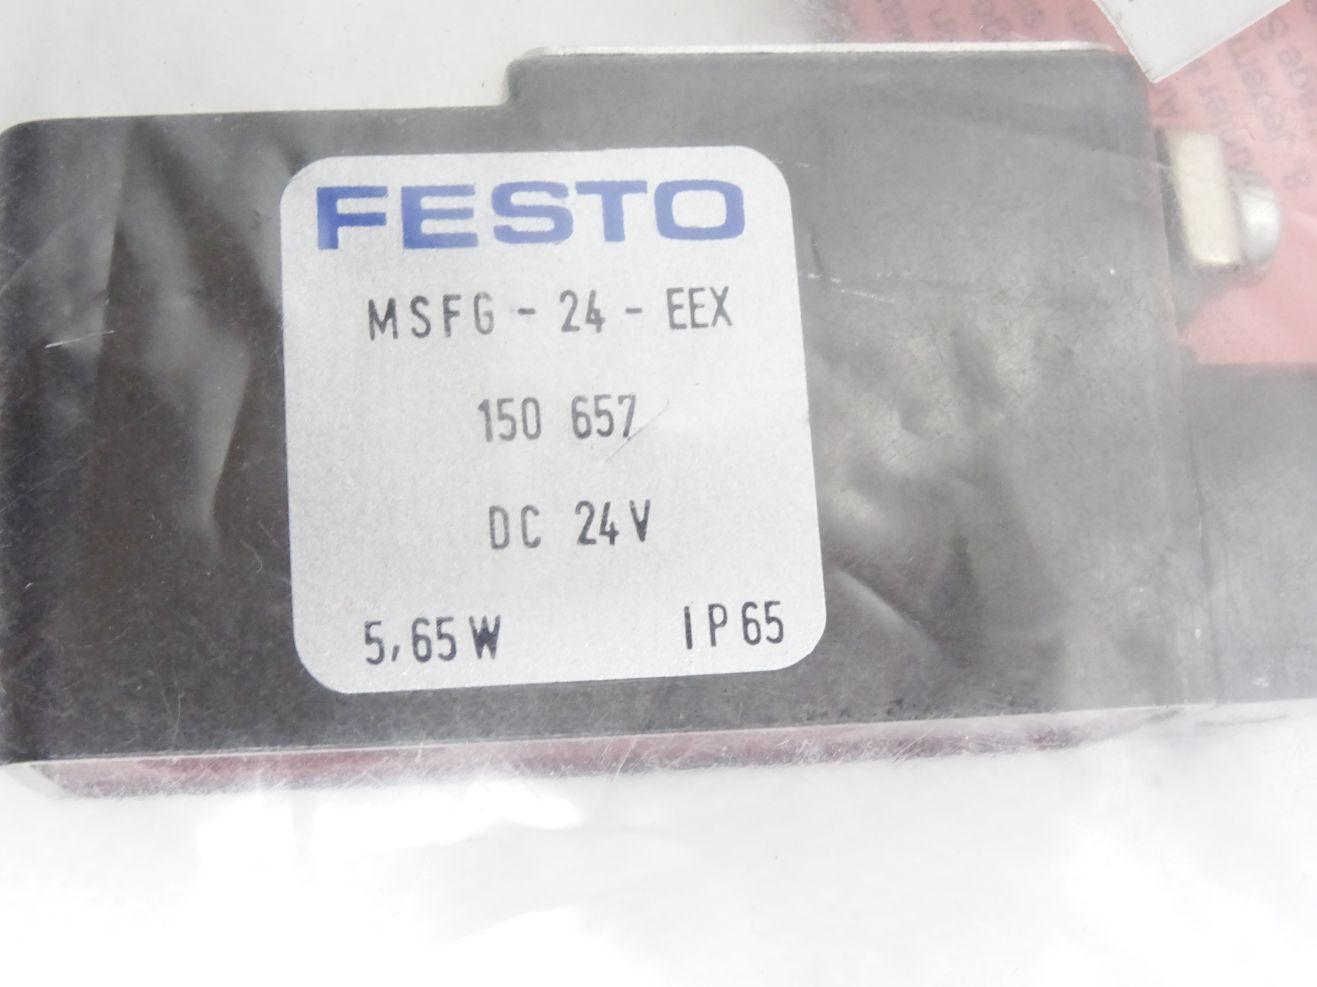 FESTO
MSFG - 24 - EEX
150 657
DC 24V
5,65W IP65